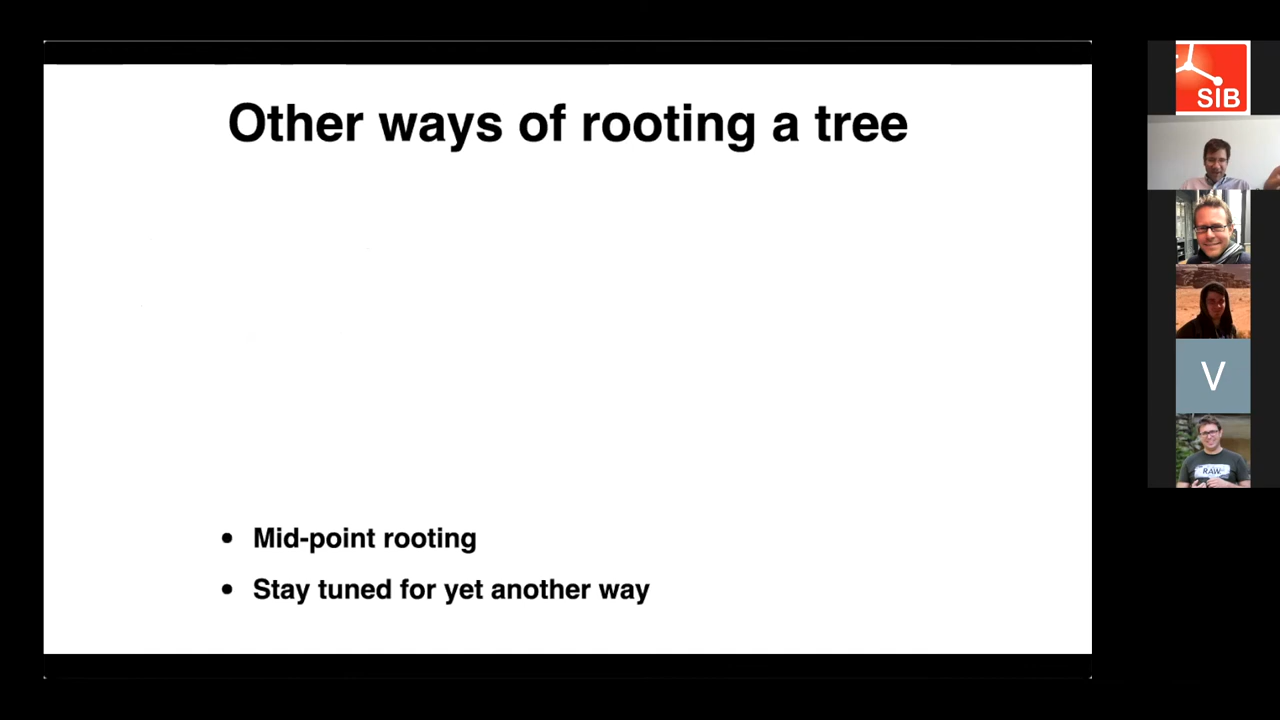 Other ways of rooting a tree
• Mid-point rooting
• Stay tuned for yet another way
SIB
V
RAW